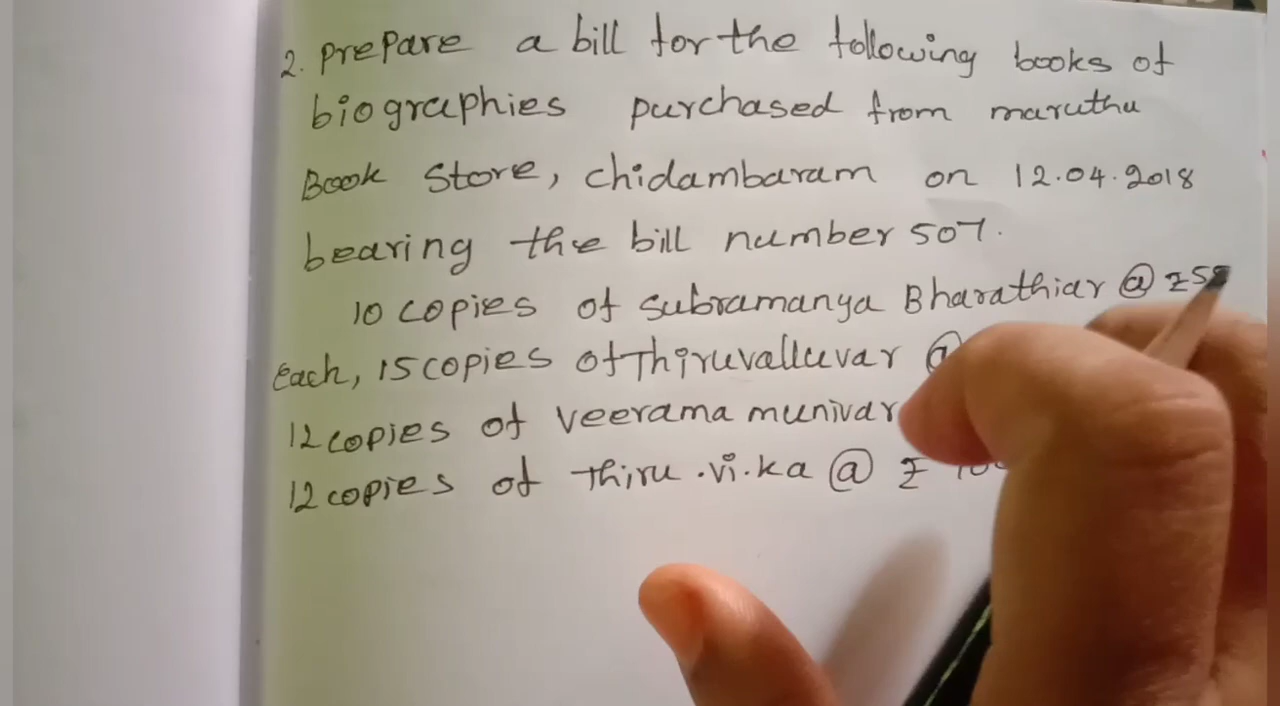 2. Prepare a bill for the following books of
biographies purchased from maruthu
Book Store, chidambaram on 12.04.2018
bearing the bill number 507.
10 copies of Subramanya Bharathiar @
Each, 15 copies of Thiruvalluvar @
12 copies of veerama munivar
12 copies of Thiru.vi.ka @ ₹